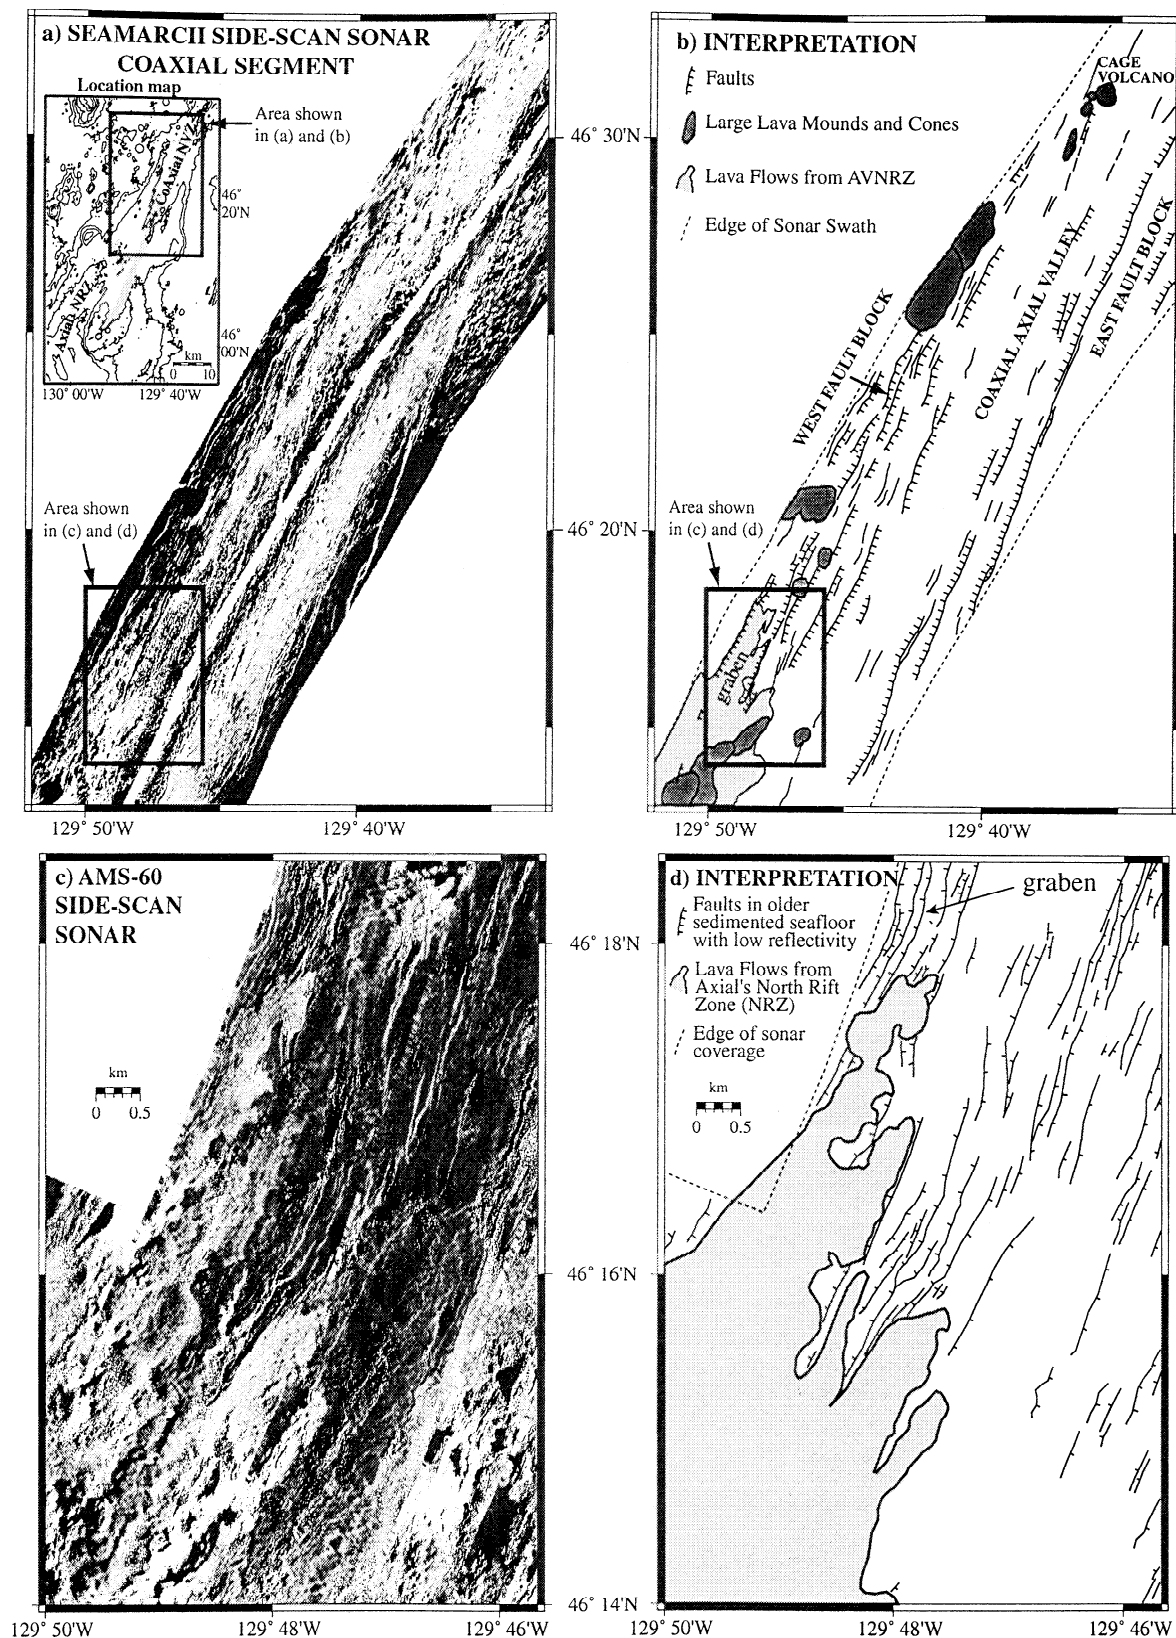 a) SEAMARCII SIDE-SCAN SONAR
COAXIAL SEGMENT
Location map
Area shown
in (a) and (b)
CoAxial NVZ
Axial NRZ
46°
20'N
46°
00'N
km
0 10
130° 00'W 129° 40'W
Area shown
in (c) and (d)
129° 50'W 129° 40'W
46° 30'N
46° 20'N
b) INTERPRETATION
Faults
Large Lava Mounds and Cones
Lava Flows from AVNRZ
Edge of Sonar Swath
CAGE
VOLCANO
WEST FAULT BLOCK
COAXIAL AXIAL VALLEY
EAST FAULT BLOCK
Area shown
in (c) and (d)
graben
129° 50'W 129° 40'W
c) AMS-60
SIDE-SCAN
SONAR
km
0 0.5
129° 50'W 129° 48'W 129° 46'W
46° 18'N
46° 16'N
46° 14'N
d) INTERPRETATION
graben
Faults in older
sedimented seafloor
with low reflectivity
Lava Flows from
Axial's North Rift
Zone (NRZ)
Edge of sonar
coverage
km
0 0.5
129° 50'W 129° 48'W 129° 46'W